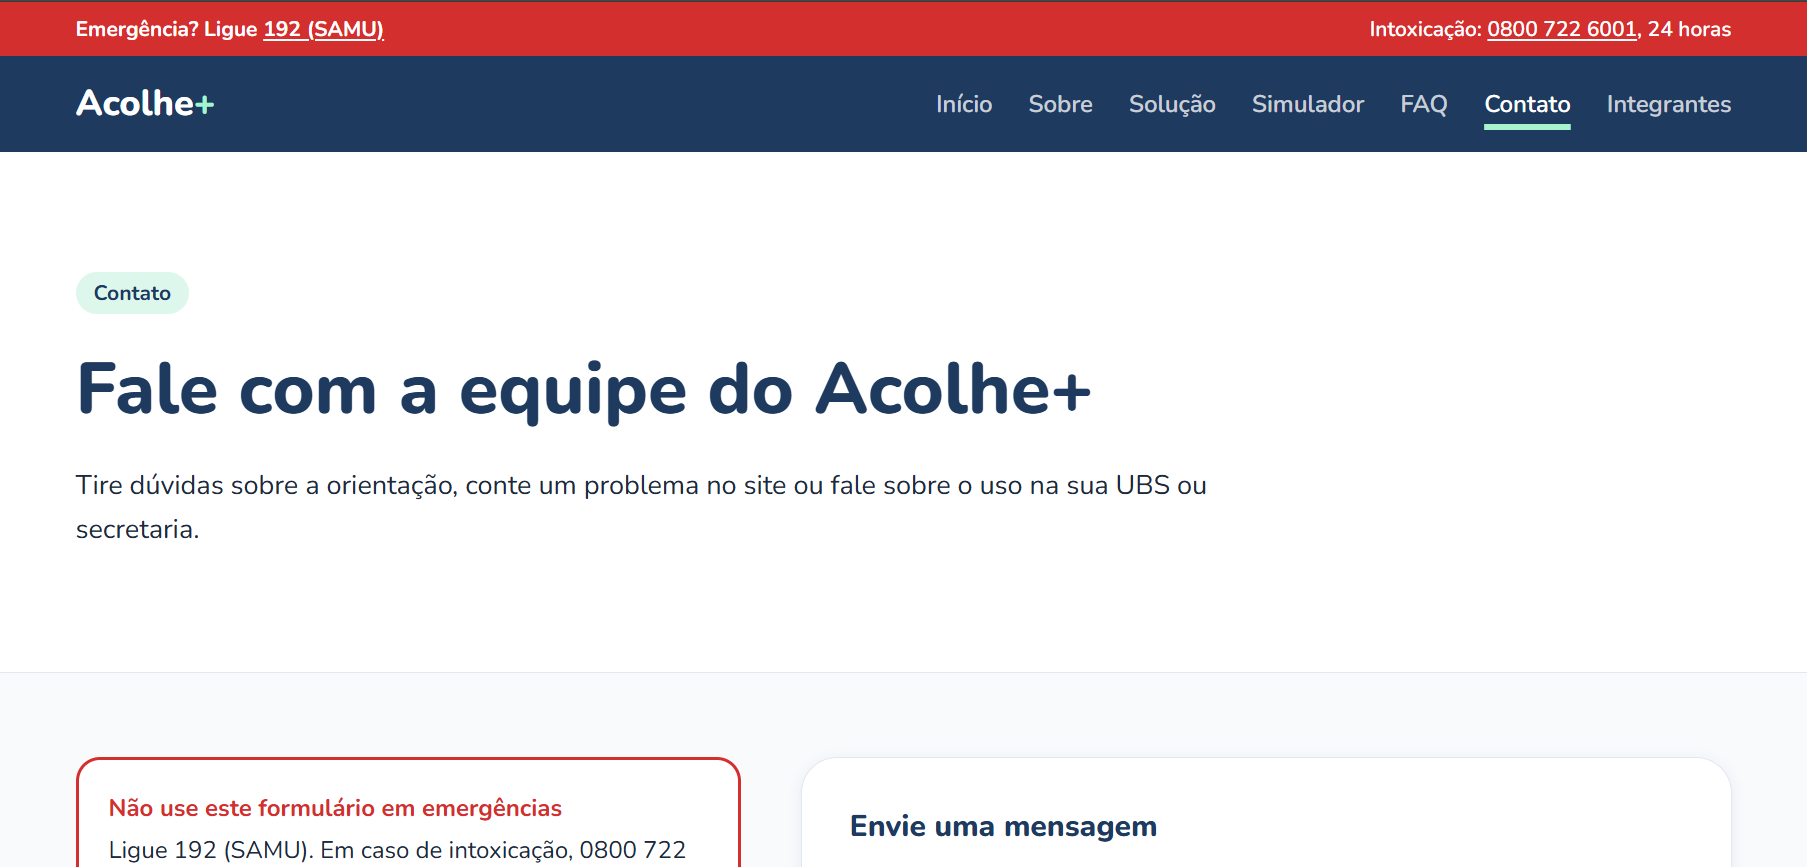 Emergência? Ligue 192 (SAMU)
Intoxicação: 0800 722 6001, 24 horas
Acolhe+
Início Sobre Solução Simulador FAQ Contato Integrantes
Contato
Fale com a equipe do Acolhe+
Tire dúvidas sobre a orientação, conte um problema no site ou fale sobre o uso na sua UBS ou
secretaria.
Não use este formulário em emergências
Ligue 192 (SAMU). Em caso de intoxicação, 0800 722
Envie uma mensagem